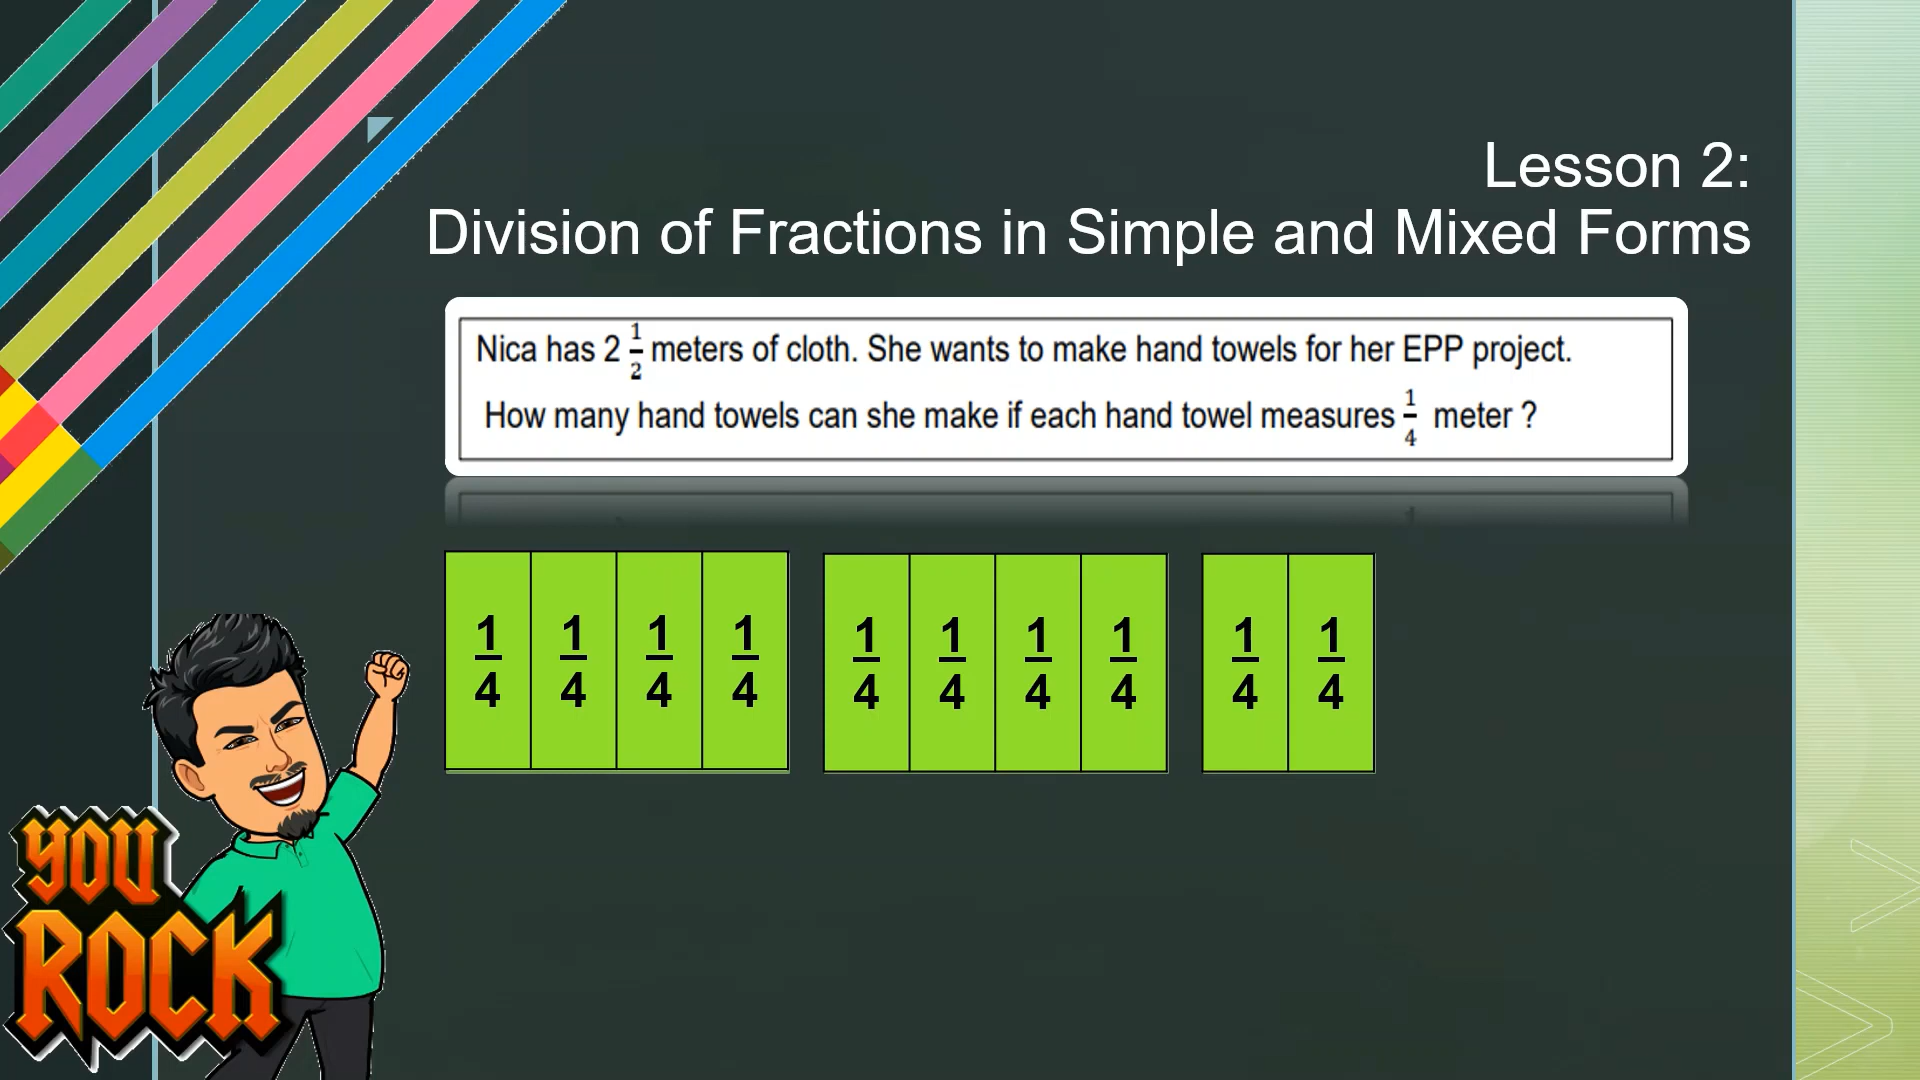 Lesson 2:
Division of Fractions in Simple and Mixed Forms
Nica has 2 1/2 meters of cloth. She wants to make hand towels for her EPP project.
How many hand towels can she make if each hand towel measures 1/4 meter ?
1/4 1/4 1/4 1/4 1/4 1/4 1/4 1/4 1/4 1/4
YOU
ROCK